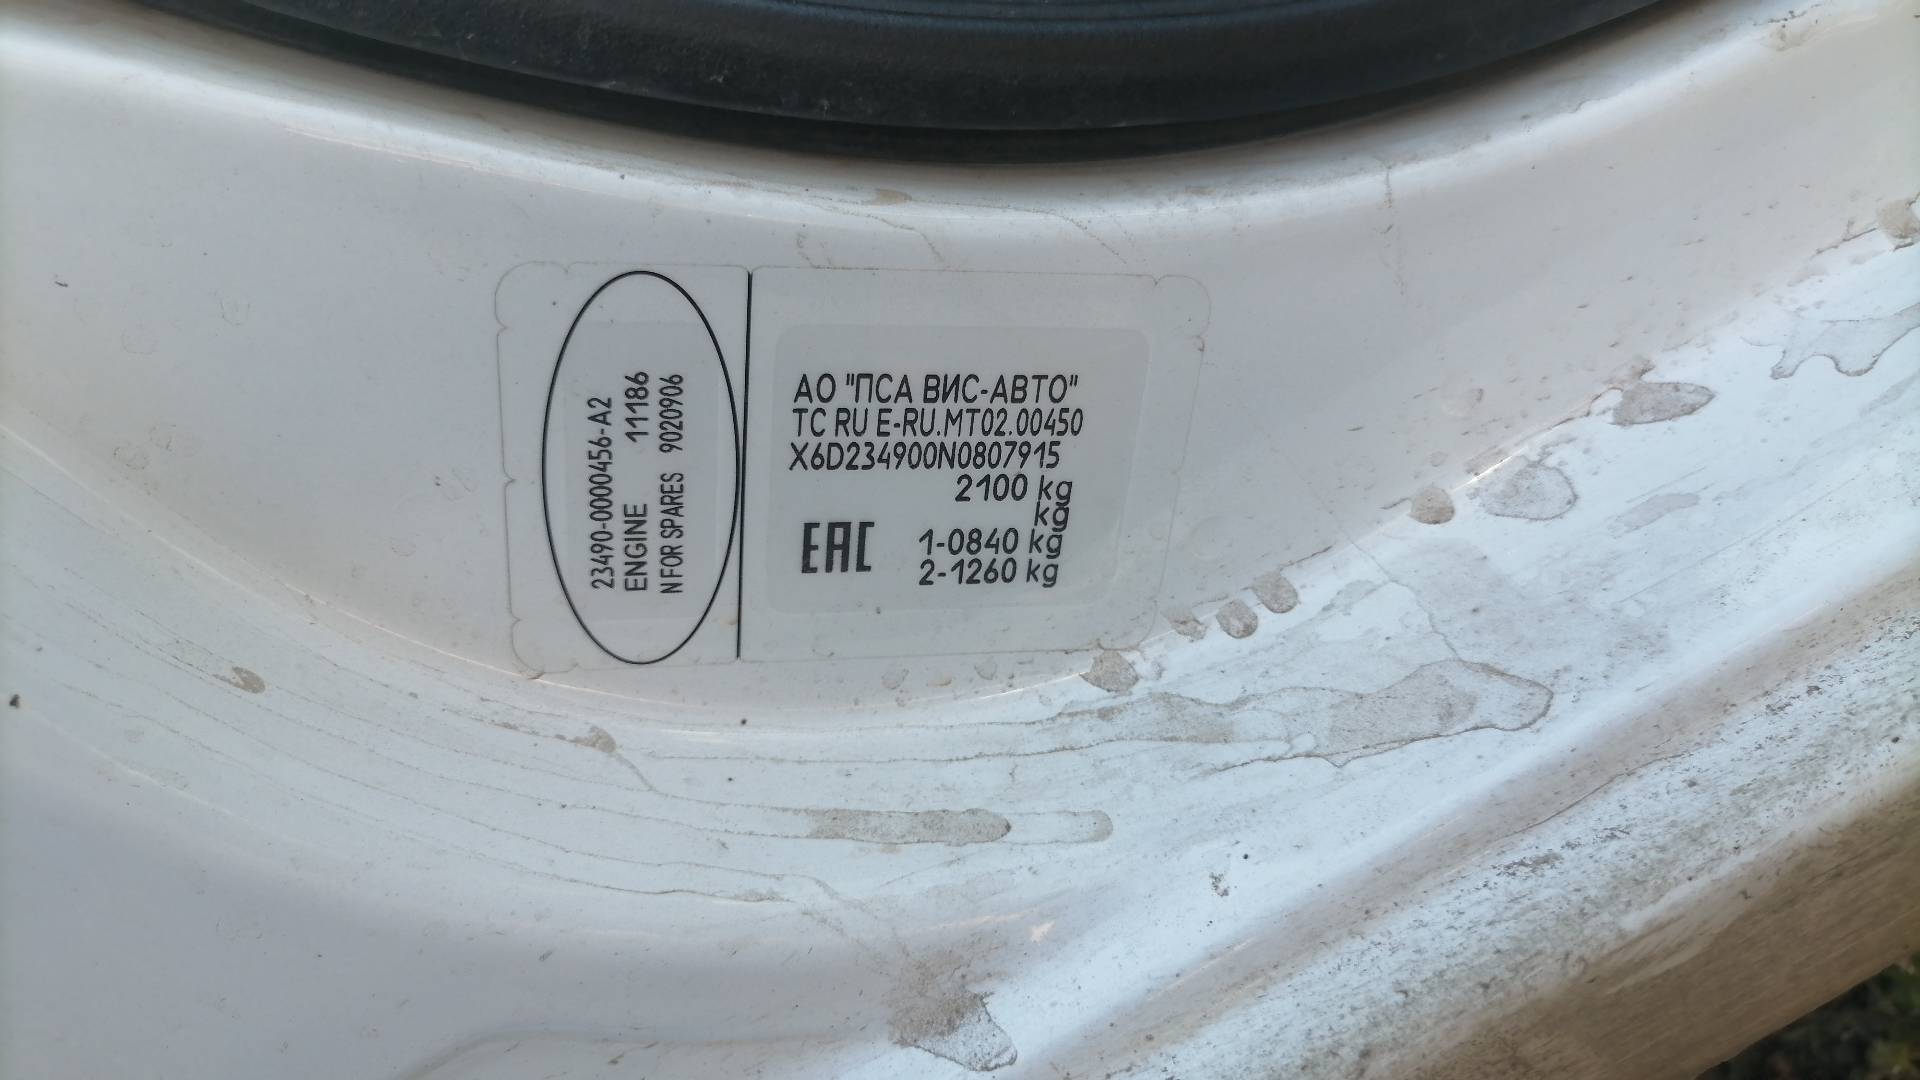 23490-0000456-A2
ENGINE 11186
N FOR SPARES 9020906
АО "ПСА ВИС-АВТО"
ТС RU E-RU.MT02.00450
X6D234900N0807915
2100 kg
kg
EAC 1-0840 kg
2-1260 kg